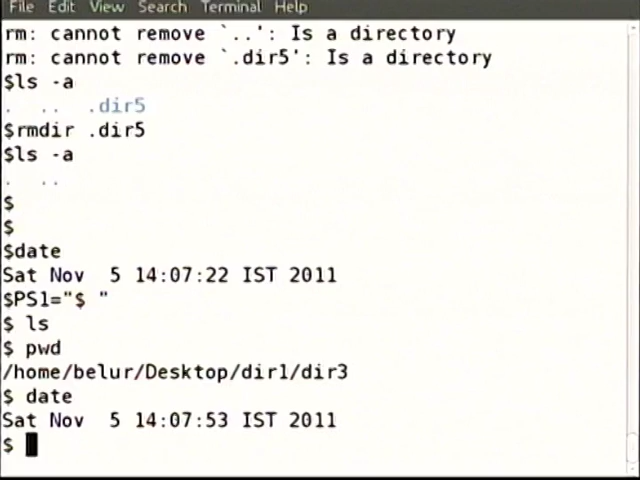 File Edit View Search Terminal Help
rm: cannot remove `..': Is a directory
rm: cannot remove `.dir5': Is a directory
$ls -a
.  ..  .dir5
$rmdir .dir5
$ls -a
.  ..
$
$
$date
Sat Nov  5 14:07:22 IST 2011
$PS1="$ "
$ ls
$ pwd
/home/belur/Desktop/dir1/dir3
$ date
Sat Nov  5 14:07:53 IST 2011
$